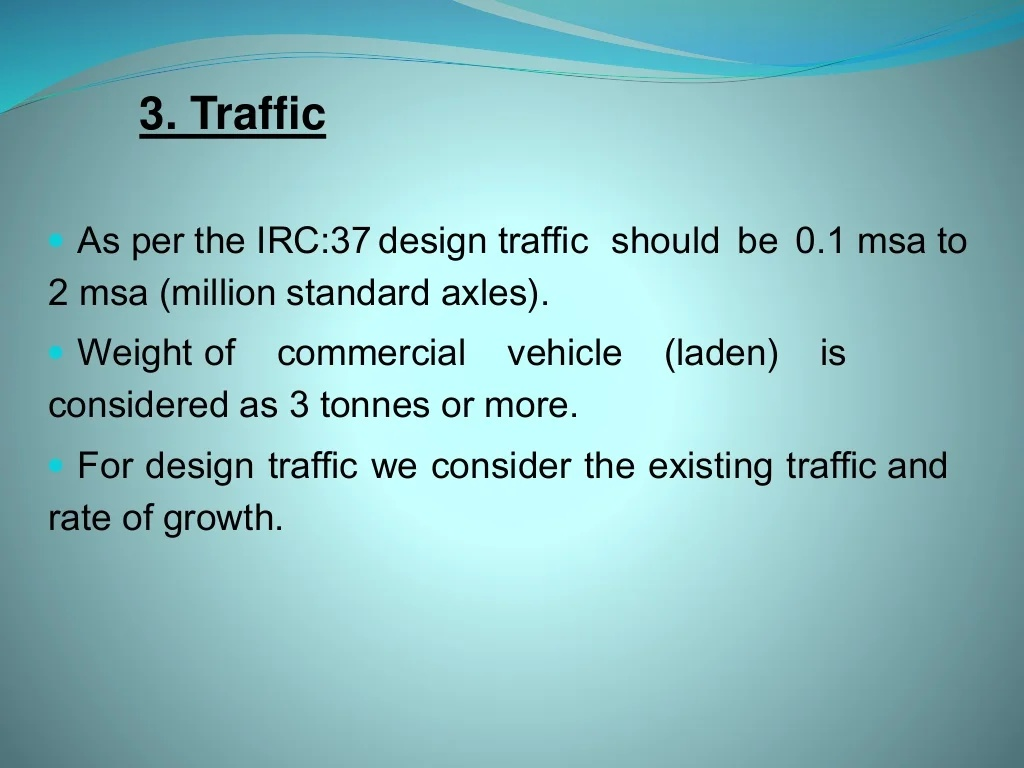 3. Traffic
• As per the IRC:37 design traffic should be 0.1 msa to
2 msa (million standard axles).
• Weight of commercial vehicle (laden) is
considered as 3 tonnes or more.
• For design traffic we consider the existing traffic and
rate of growth.